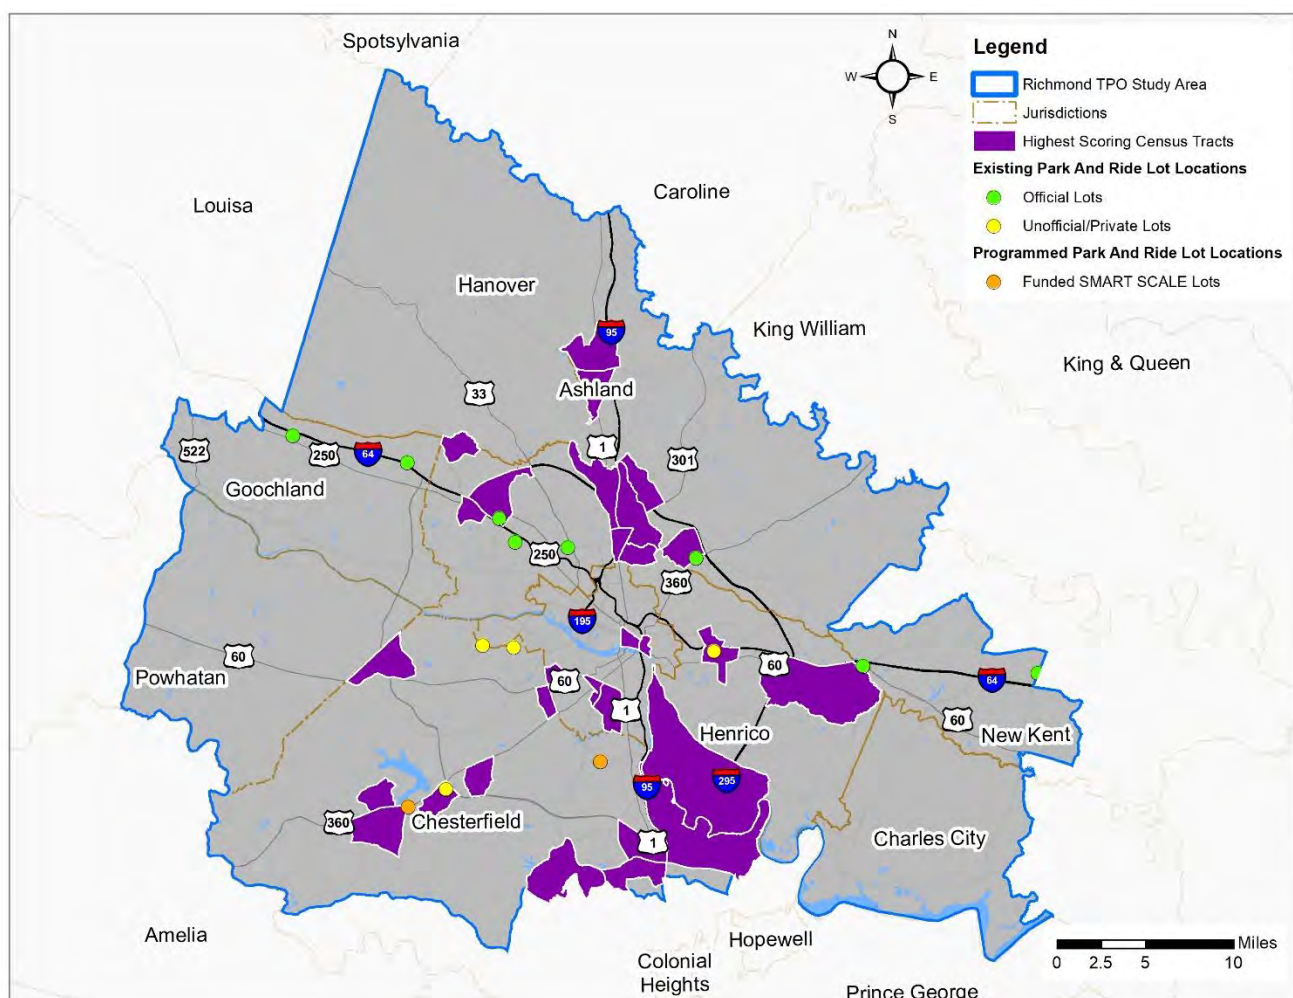 Spotsylvania
N
W
E
S
Legend
Richmond TPO Study Area
Jurisdictions
Highest Scoring Census Tracts
Existing Park And Ride Lot Locations
Official Lots
Unofficial/Private Lots
Programmed Park And Ride Lot Locations
Funded SMART SCALE Lots
Louisa
Caroline
Hanover
King William
King & Queen
95
Ashland
33
1
301
522
250
64
Goochland
250
360
195
60
Powhatan
60
60
64
1
Henrico
60
New Kent
95
295
360
Chesterfield
1
Charles City
Amelia
Hopewell
Colonial
Heights
Prince George
Miles
0 2.5 5 10